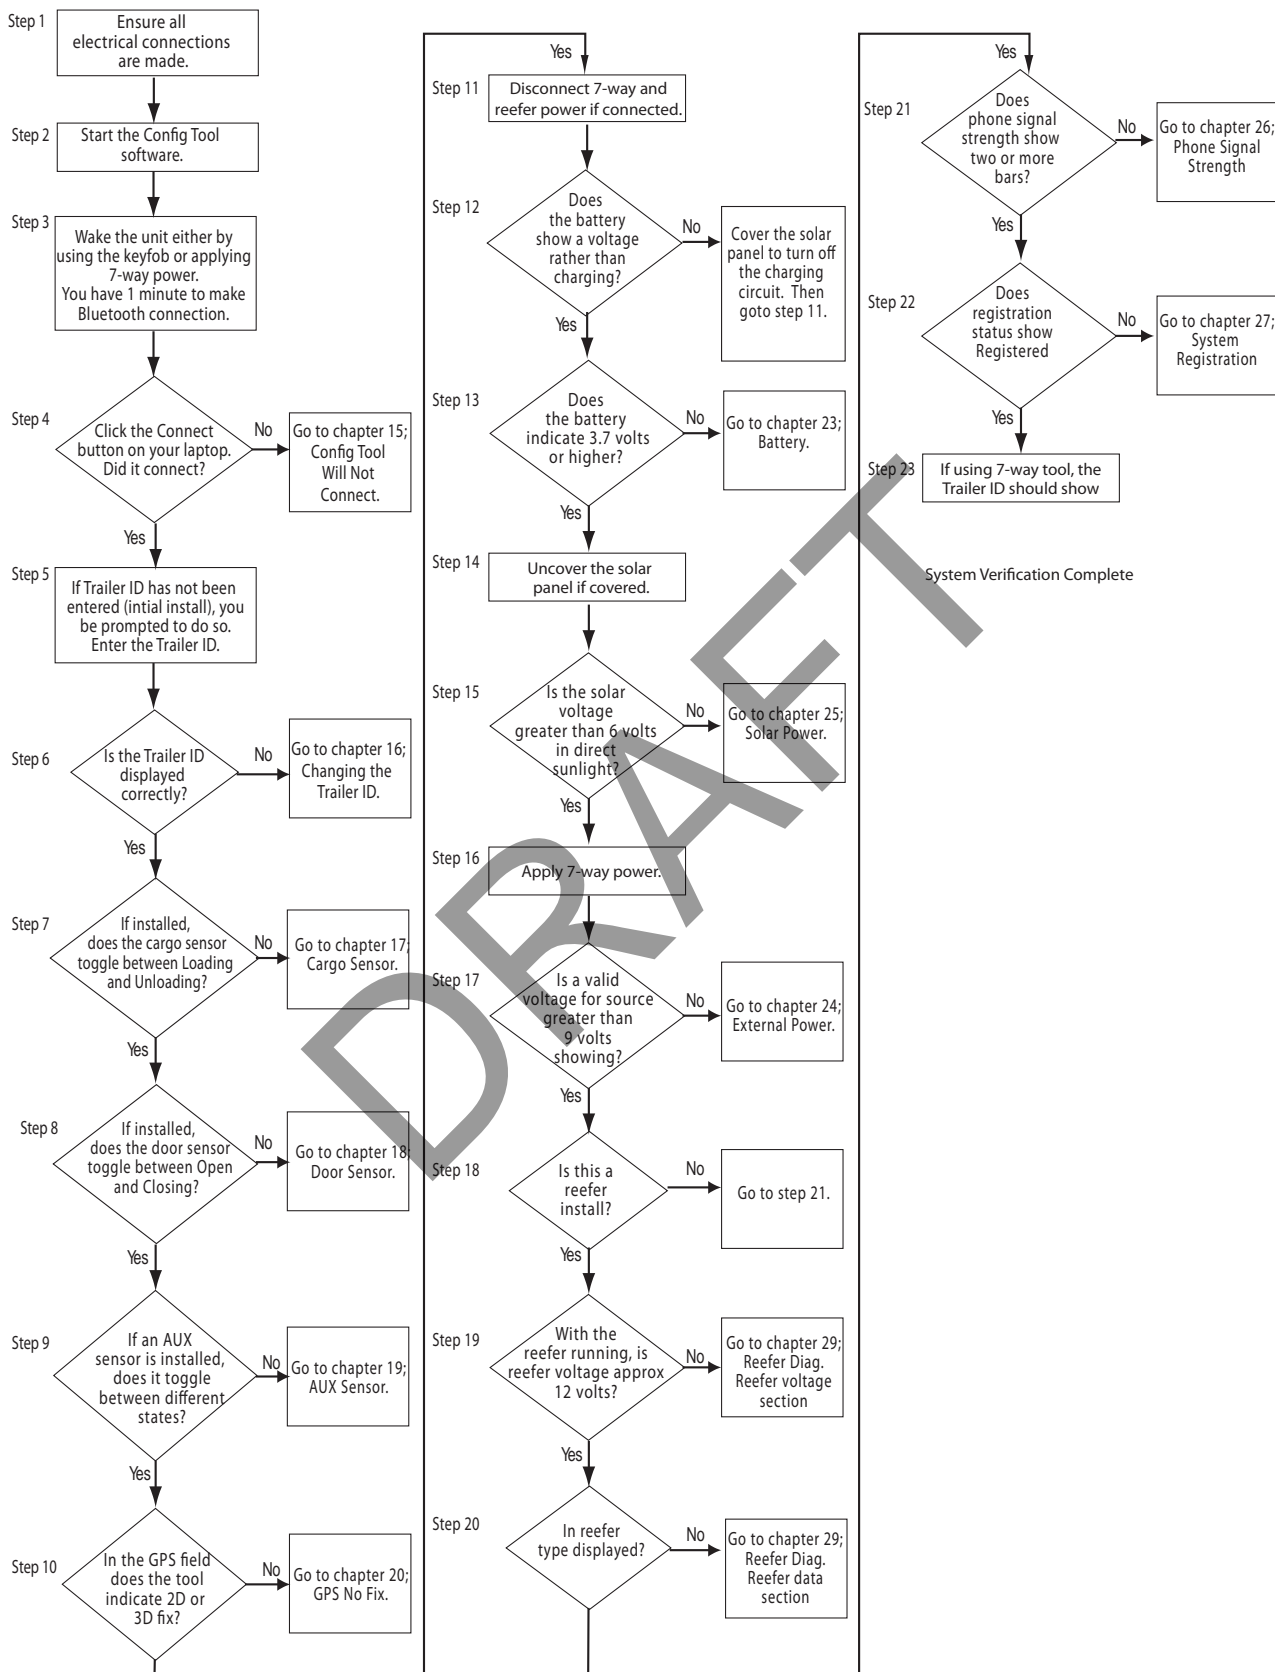 Step 1
Ensure all
electrical connections
are made.
Step 2
Start the Config Tool
software.
Step 3
Wake the unit either by
using the keyfob or applying
7-way power.
You have 1 minute to make
Bluetooth connection.
Step 4
Click the Connect
button on your laptop.
Did it connect?
No
Go to chapter 15;
Config Tool
Will Not
Connect.
Yes
Step 5
If Trailer ID has not been
entered (intial install), you
be prompted to do so.
Enter the Trailer ID.
Step 6
Is the Trailer ID
displayed
correctly?
No
Go to chapter 16;
Changing the
Trailer ID.
Yes
Step 7
If installed,
does the cargo sensor
toggle between Loading
and Unloading?
No
Go to chapter 17;
Cargo Sensor.
Yes
Step 8
If installed,
does the door sensor
toggle between Open
and Closing?
No
Go to chapter 18;
Door Sensor.
Yes
Step 9
If an AUX
sensor is installed,
does it toggle
between different
states?
No
Go to chapter 19;
AUX Sensor.
Yes
Step 10
In the GPS field
does the tool
indicate 2D or
3D fix?
No
Go to chapter 20;
GPS No Fix.
Yes
Step 11
Disconnect 7-way and
reefer power if connected.
Step 12
Does
the battery
show a voltage
rather than
charging?
No
Cover the solar
panel to turn off
the charging
circuit. Then
goto step 11.
Yes
Step 13
Does
the battery
indicate 3.7 volts
or higher?
No
Go to chapter 23;
Battery.
Yes
Step 14
Uncover the solar
panel if covered.
Step 15
Is the solar
voltage
greater than 6 volts
in direct
sunlight?
No
Go to chapter 25;
Solar Power.
Yes
Step 16
Apply 7-way power.
Step 17
Is a valid
voltage for source
greater than
9 volts
showing?
No
Go to chapter 24;
External Power.
Yes
Step 18
Is this a
reefer
install?
No
Go to step 21.
Yes
Step 19
With the
reefer running, is
reefer voltage approx
12 volts?
No
Go to chapter 29;
Reefer Diag.
Reefer voltage
section
Yes
Step 20
In reefer
type displayed?
No
Go to chapter 29;
Reefer Diag.
Reefer data
section
Yes
Step 21
Does
phone signal
strength show
two or more
bars?
No
Go to chapter 26;
Phone Signal
Strength
Yes
Step 22
Does
registration
status show
Registered
No
Go to chapter 27;
System
Registration
Yes
Step 23
If using 7-way tool, the
Trailer ID should show
System Verification Complete
DRAFT